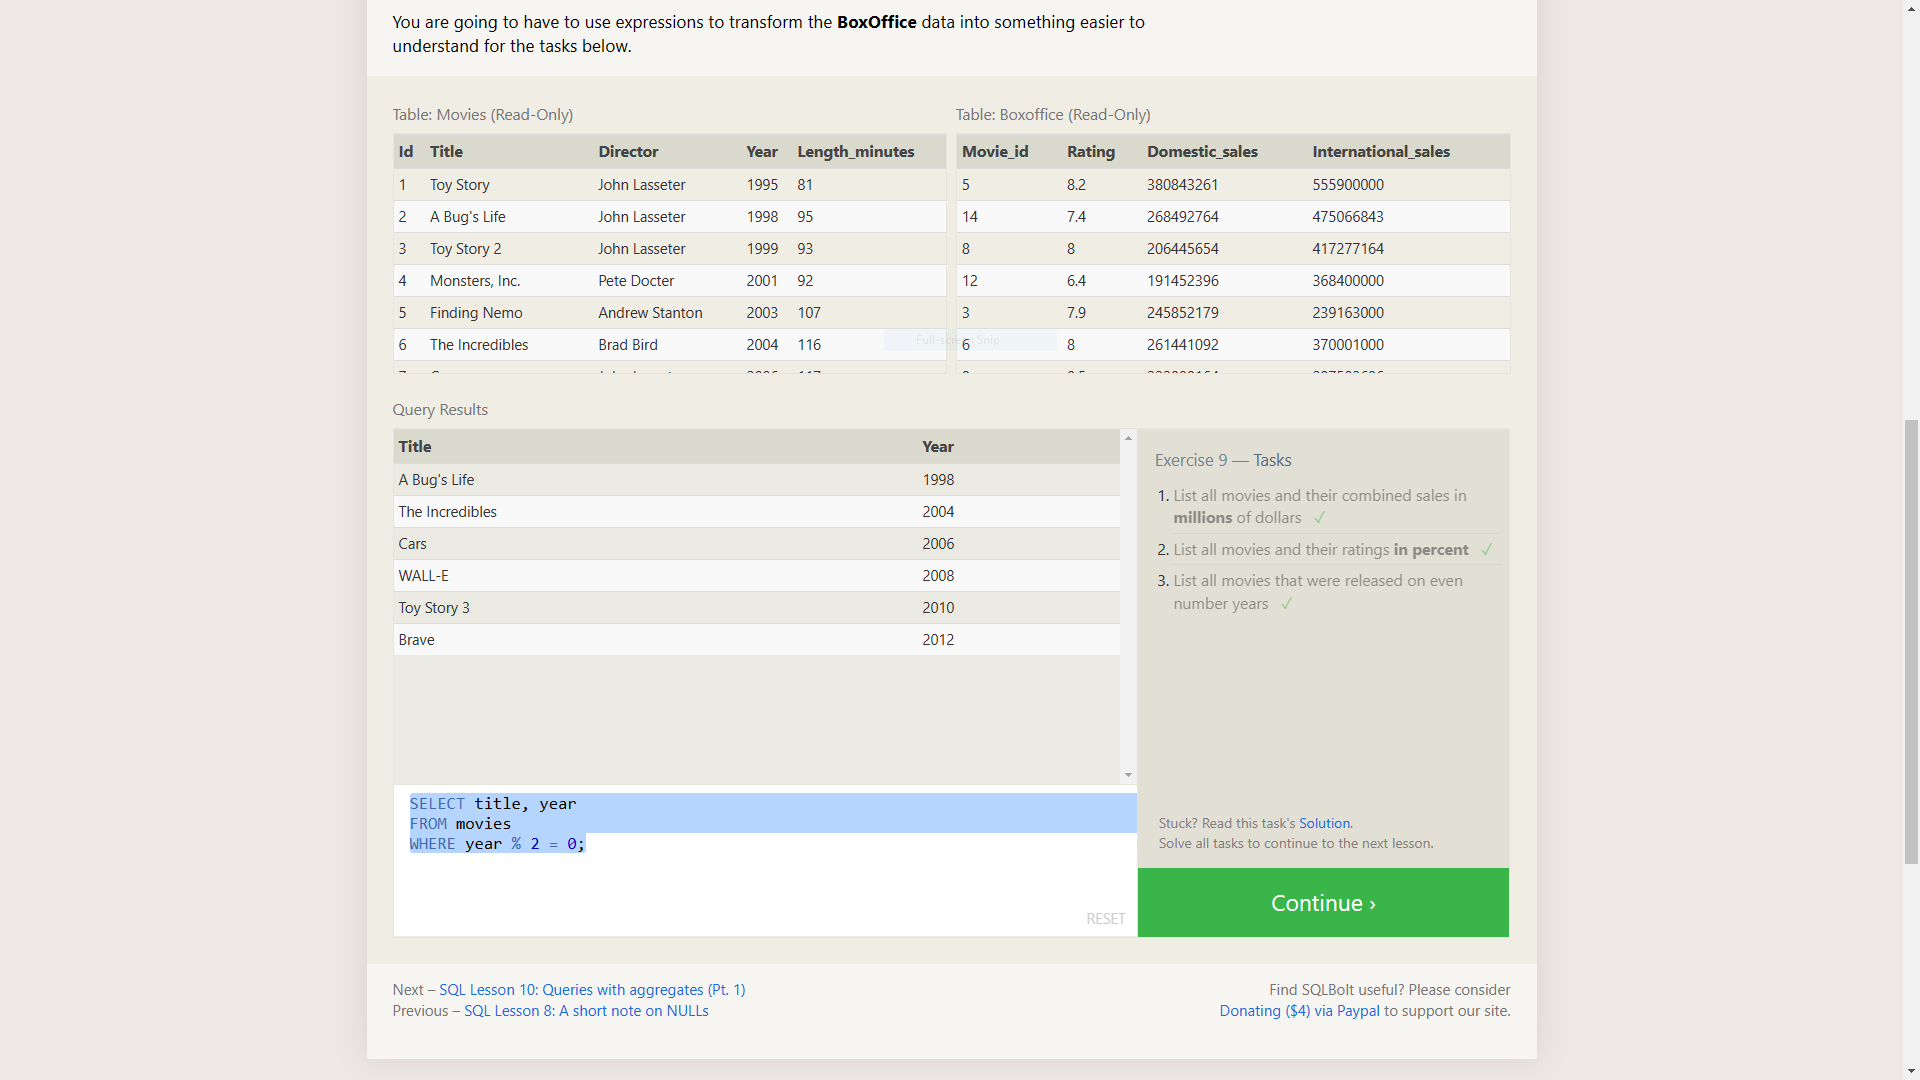 You are going to have to use expressions to transform the BoxOffice data into something easier to
understand for the tasks below.
Table: Movies (Read-Only)
Id Title Director Year Length_minutes
1 Toy Story John Lasseter 1995 81
2 A Bug's Life John Lasseter 1998 95
3 Toy Story 2 John Lasseter 1999 93
4 Monsters, Inc. Pete Docter 2001 92
5 Finding Nemo Andrew Stanton 2003 107
6 The Incredibles Brad Bird 2004 116
Table: Boxoffice (Read-Only)
Movie_id Rating Domestic_sales International_sales
5 8.2 380843261 555900000
14 7.4 268492764 475066843
8 8 206445654 417277164
12 6.4 191452396 368400000
3 7.9 245852179 239163000
6 8 261441092 370001000
Full-screen Snip
Query Results
Title Year
A Bug's Life 1998
The Incredibles 2004
Cars 2006
WALL-E 2008
Toy Story 3 2010
Brave 2012
SELECT title, year
FROM movies
WHERE year % 2 = 0;
RESET
Exercise 9 — Tasks
1. List all movies and their combined sales in
millions of dollars ✓
2. List all movies and their ratings in percent ✓
3. List all movies that were released on even
number years ✓
Stuck? Read this task's Solution.
Solve all tasks to continue to the next lesson.
Continue ›
Next – SQL Lesson 10: Queries with aggregates (Pt. 1)
Previous – SQL Lesson 8: A short note on NULLs
Find SQLBolt useful? Please consider
Donating ($4) via Paypal to support our site.